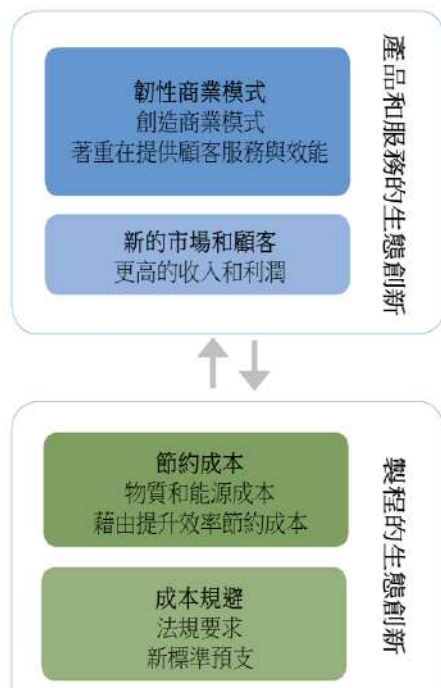 產品和服務的生態創新
韌性商業模式
創造商業模式
著重在提供顧客服務與效能
新的市場和顧客
更高的收入和利潤
製程的生態創新
節約成本
物質和能源成本
藉由提升效率節約成本
成本規避
法規要求
新標準預支